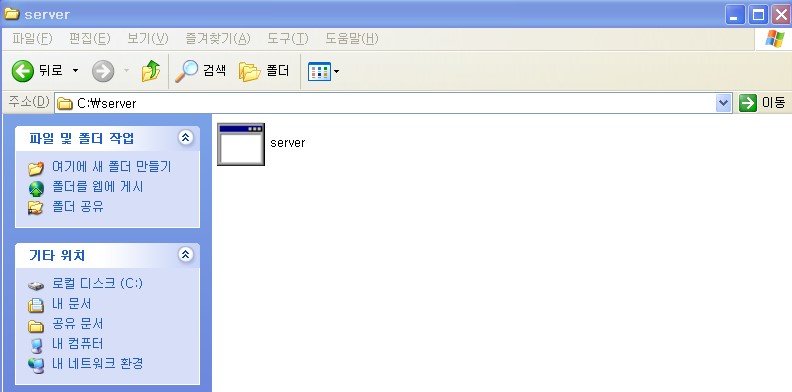 server
파일(F) 편집(E) 보기(V) 즐겨찾기(A) 도구(T) 도움말(H)
뒤로 검색 폴더
주소(D) C:₩server 이동
파일 및 폴더 작업
여기에 새 폴더 만들기
폴더를 웹에 게시
폴더 공유
기타 위치
로컬 디스크 (C:)
내 문서
공유 문서
내 컴퓨터
내 네트워크 환경
server